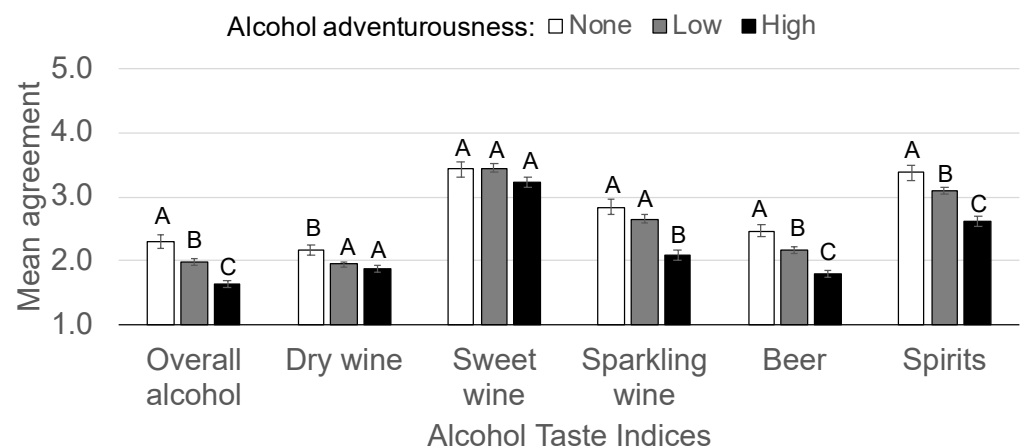 Alcohol adventurousness: None Low High
Mean agreement
5.0
4.0
3.0
2.0
1.0
A B C
B A A
A A A
A A B
A B C
A B C
Overall alcohol
Dry wine
Sweet wine
Sparkling wine
Beer
Spirits
Alcohol Taste Indices